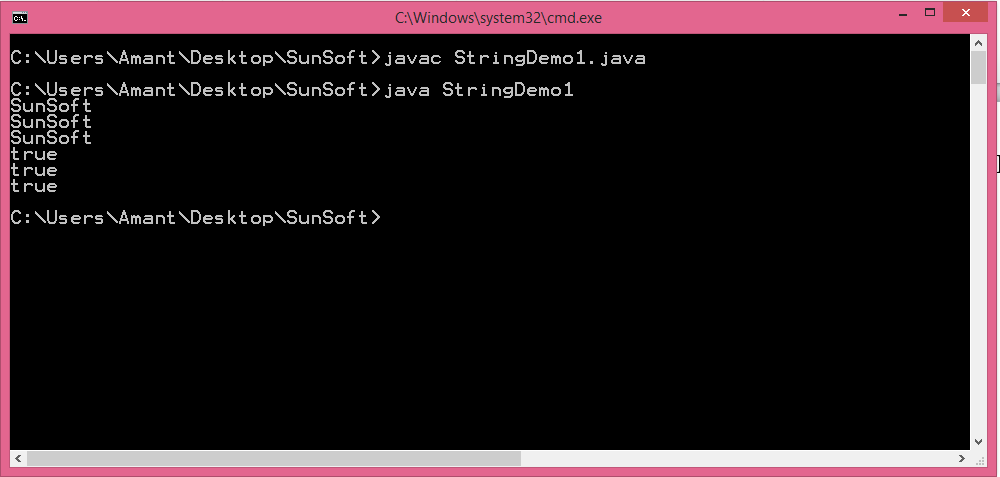 C:\Windows\system32\cmd.exe
C:\Users\Amant\Desktop\SunSoft>javac StringDemo1.java
C:\Users\Amant\Desktop\SunSoft>java StringDemo1
SunSoft
SunSoft
SunSoft
true
true
true
C:\Users\Amant\Desktop\SunSoft>